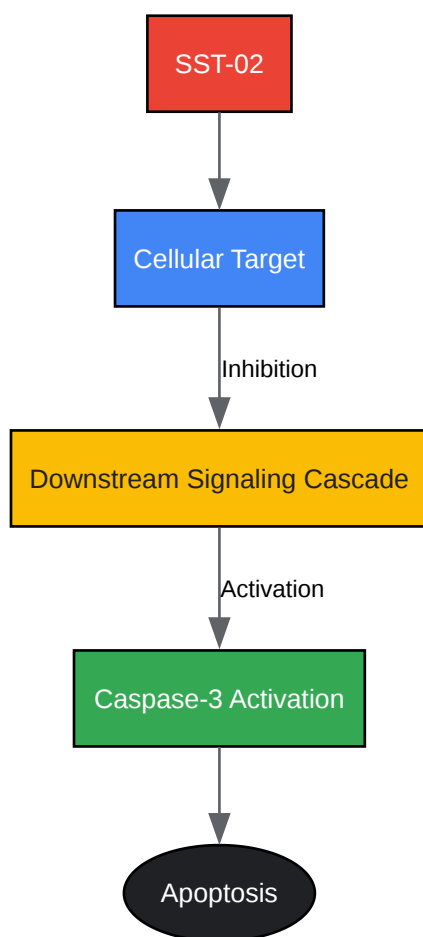 SST-02
Cellular Target
Inhibition
Downstream Signaling Cascade
Activation
Caspase-3 Activation
Apoptosis